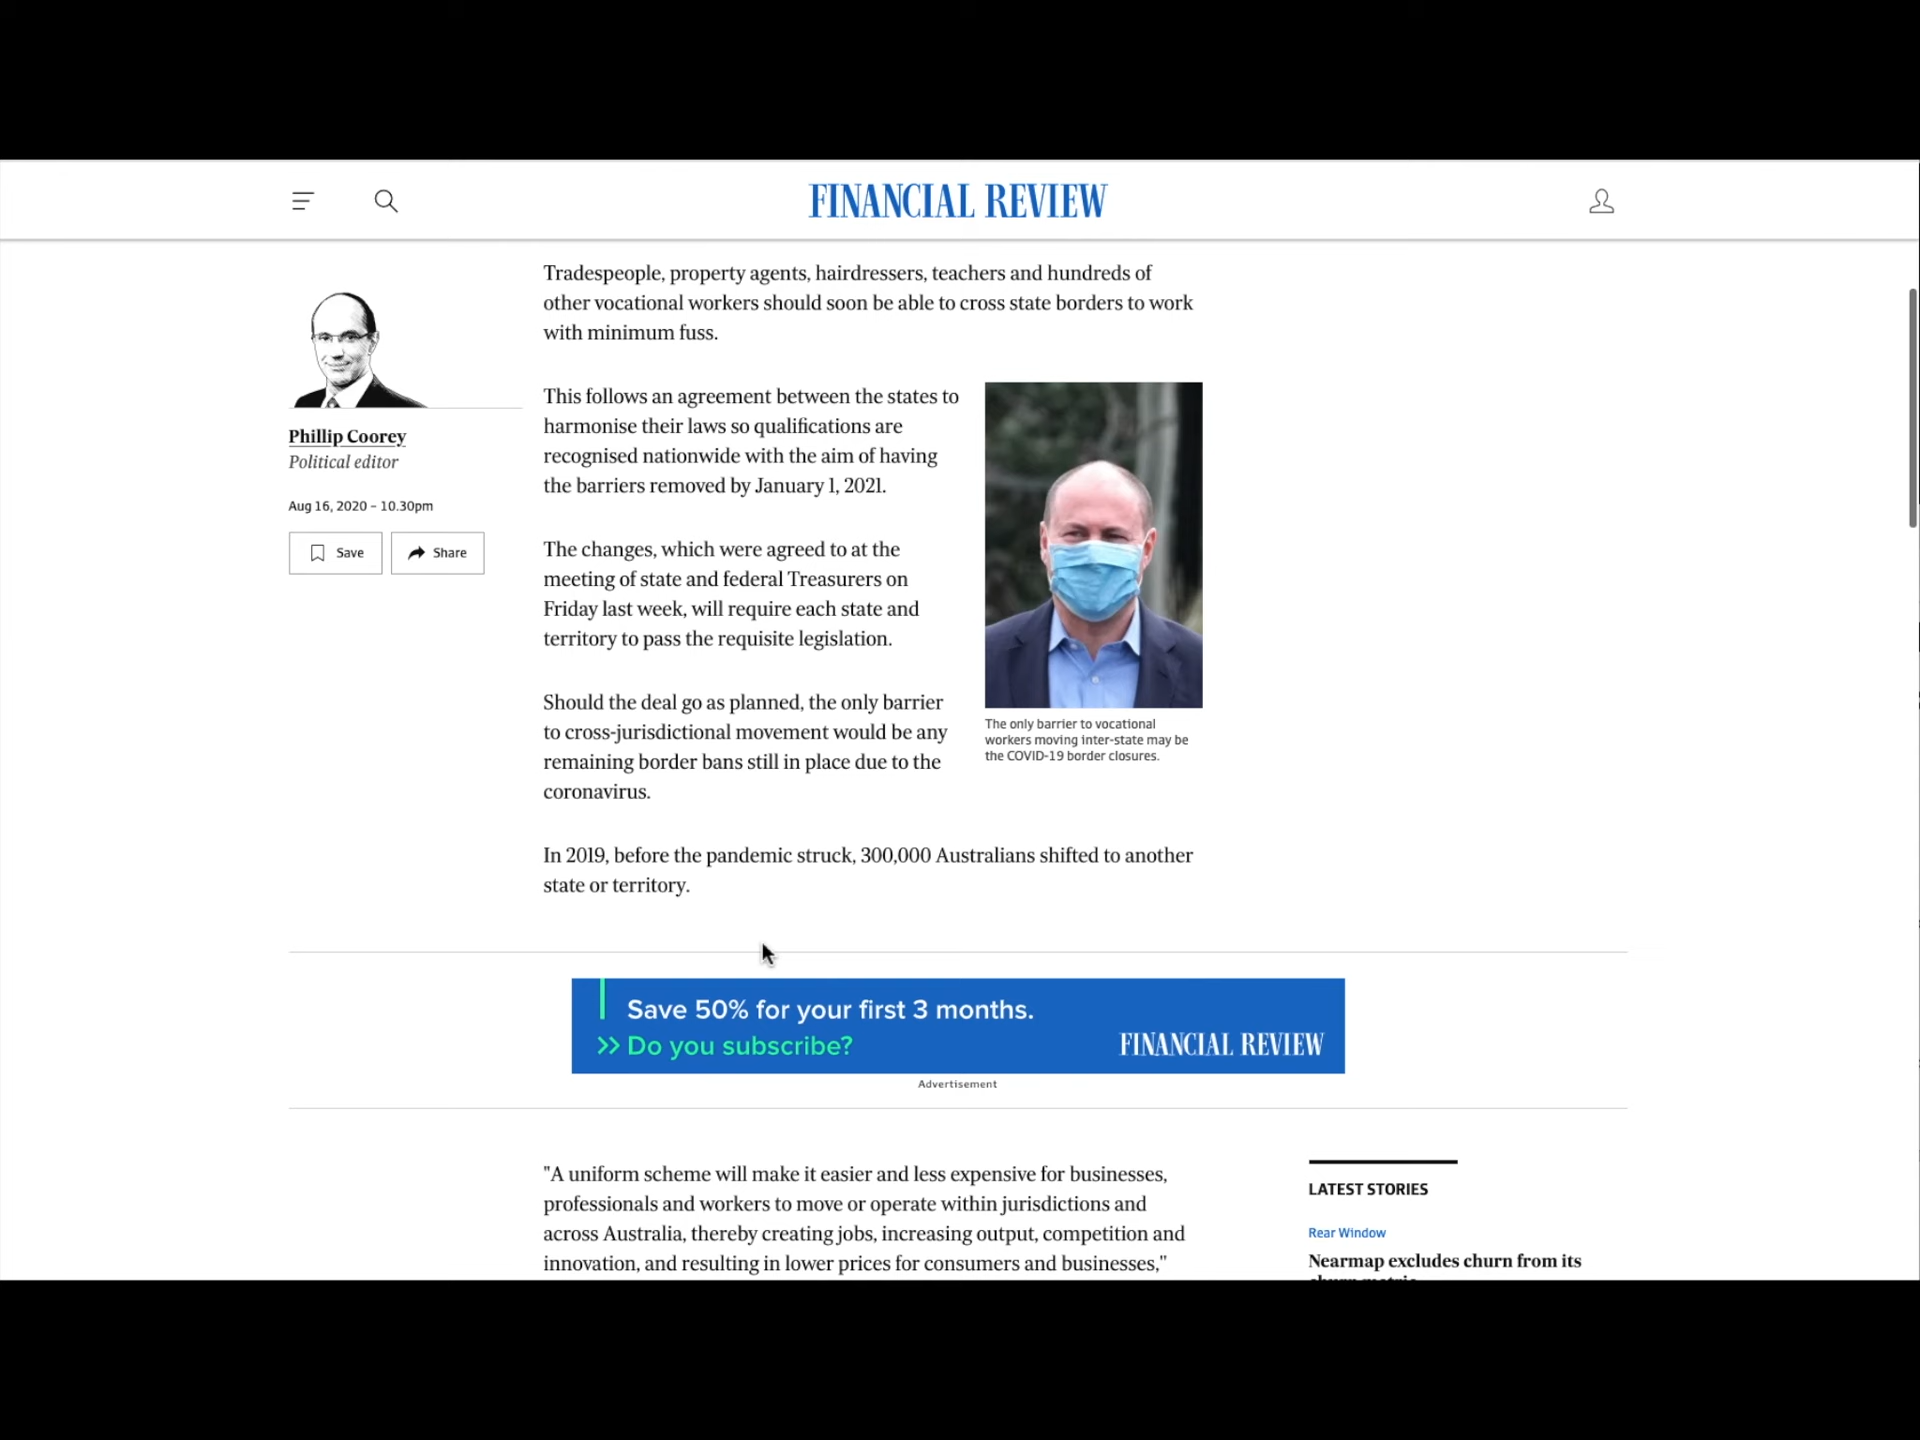 FINANCIAL REVIEW
Phillip Coorey
Political editor
Aug 16, 2020 – 10.30pm
Save
Share
Tradespeople, property agents, hairdressers, teachers and hundreds of
other vocational workers should soon be able to cross state borders to work
with minimum fuss.
This follows an agreement between the states to
harmonise their laws so qualifications are
recognised nationwide with the aim of having
the barriers removed by January 1, 2021.
The changes, which were agreed to at the
meeting of state and federal Treasurers on
Friday last week, will require each state and
territory to pass the requisite legislation.
Should the deal go as planned, the only barrier
to cross-jurisdictional movement would be any
remaining border bans still in place due to the
coronavirus.
The only barrier to vocational
workers moving inter-state may be
the COVID-19 border closures.
In 2019, before the pandemic struck, 300,000 Australians shifted to another
state or territory.
Save 50% for your first 3 months.
>> Do you subscribe?
FINANCIAL REVIEW
Advertisement
"A uniform scheme will make it easier and less expensive for businesses,
professionals and workers to move or operate within jurisdictions and
across Australia, thereby creating jobs, increasing output, competition and
innovation, and resulting in lower prices for consumers and businesses,"
LATEST STORIES
Rear Window
Nearmap excludes churn from its